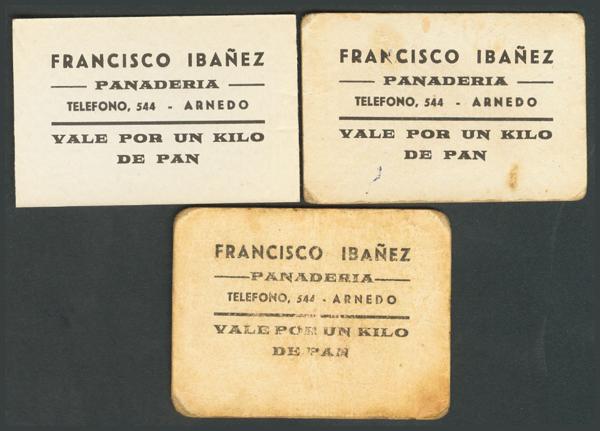 FRANCISCO IBAÑEZ
PANADERIA
TELEFONO, 544 - ARNEDO
VALE POR UN KILO
DE PAN
FRANCISCO IBAÑEZ
PANADERIA
TELEFONO, 544 - ARNEDO
VALE POR UN KILO
DE PAN
FRANCISCO IBAÑEZ
PANADERIA
TELEFONO, 544 - ARNEDO
VALE POR UN KILO
DE PAN